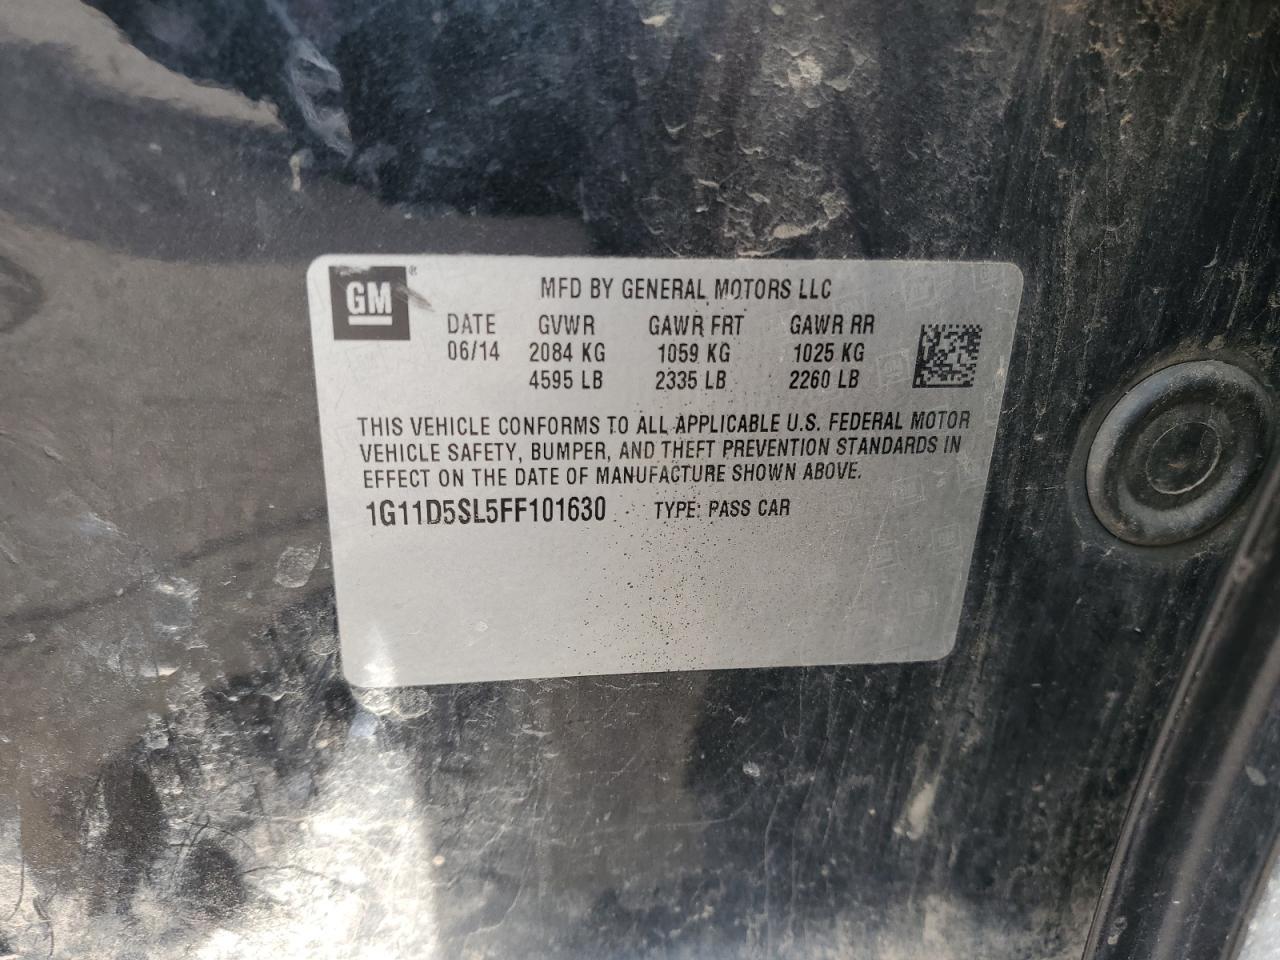 GM ®
MFD BY GENERAL MOTORS LLC
DATE GVWR GAWR FRT GAWR RR
06/14 2084 KG 1059 KG 1025 KG
4595 LB 2335 LB 2260 LB
THIS VEHICLE CONFORMS TO ALL APPLICABLE U.S. FEDERAL MOTOR
VEHICLE SAFETY, BUMPER, AND THEFT PREVENTION STANDARDS IN
EFFECT ON THE DATE OF MANUFACTURE SHOWN ABOVE.
1G11D5SL5FF101630 TYPE: PASS CAR